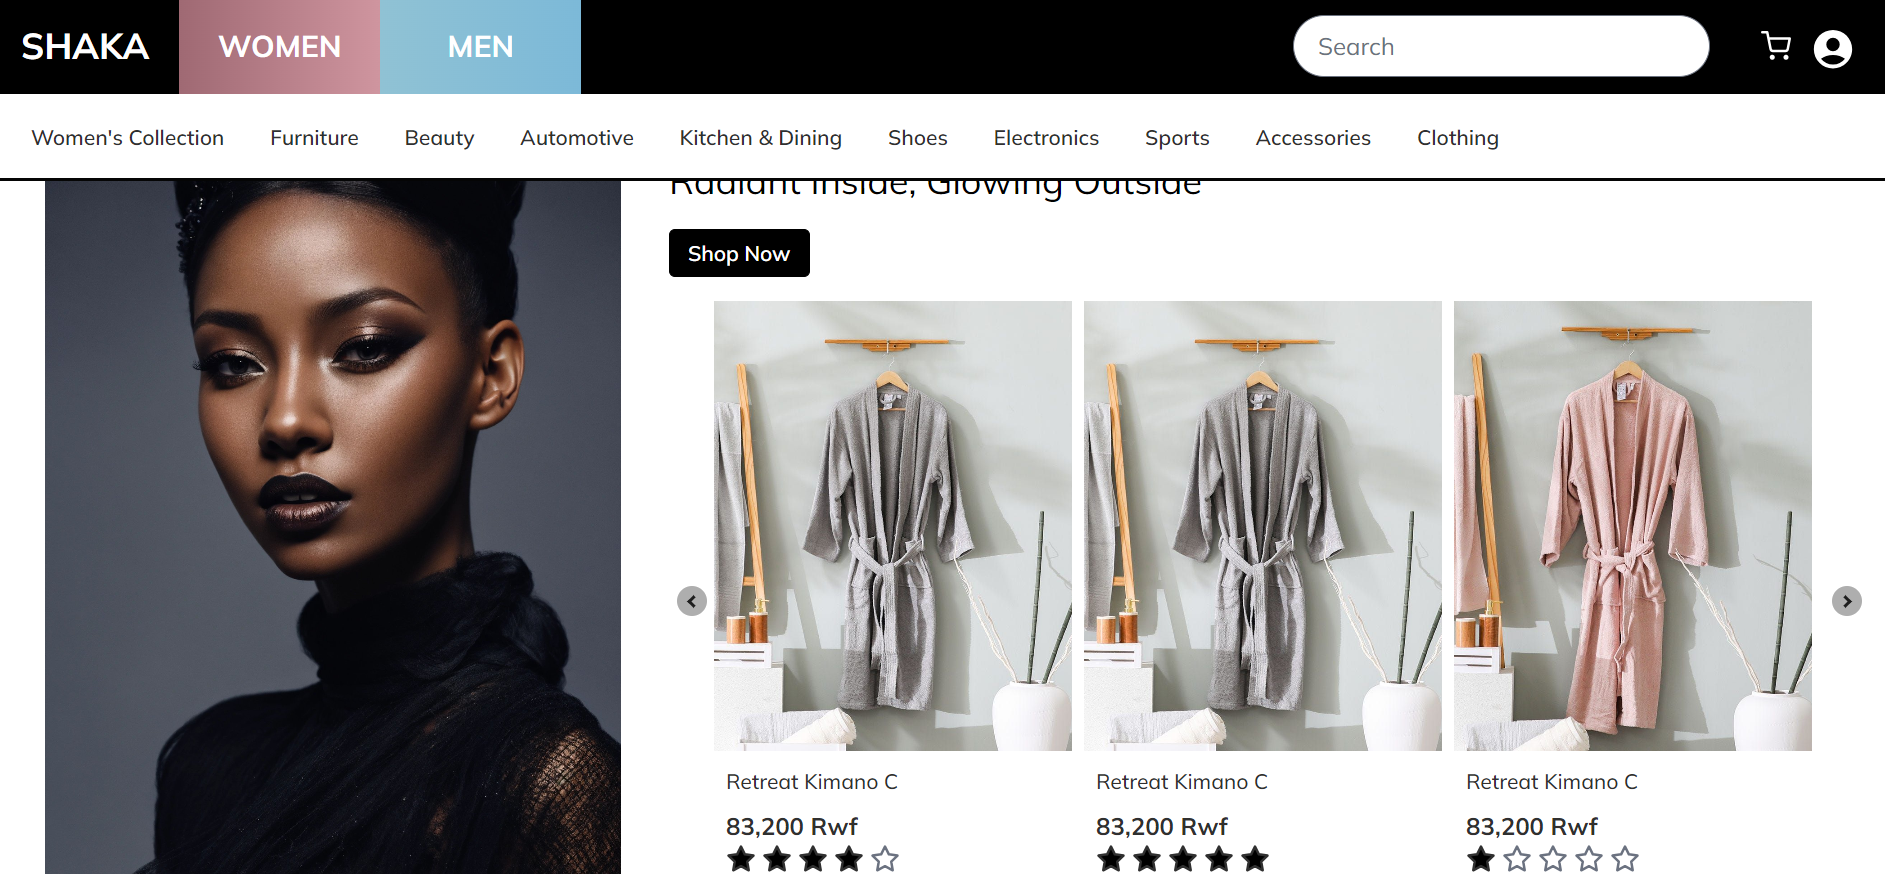 SHAKA
WOMEN
MEN
Search
Women's Collection
Furniture
Beauty
Automotive
Kitchen & Dining
Shoes
Electronics
Sports
Accessories
Clothing
Radiant Inside, Glowing Outside
Shop Now
Retreat Kimano C
83,200 Rwf
Retreat Kimano C
83,200 Rwf
Retreat Kimano C
83,200 Rwf